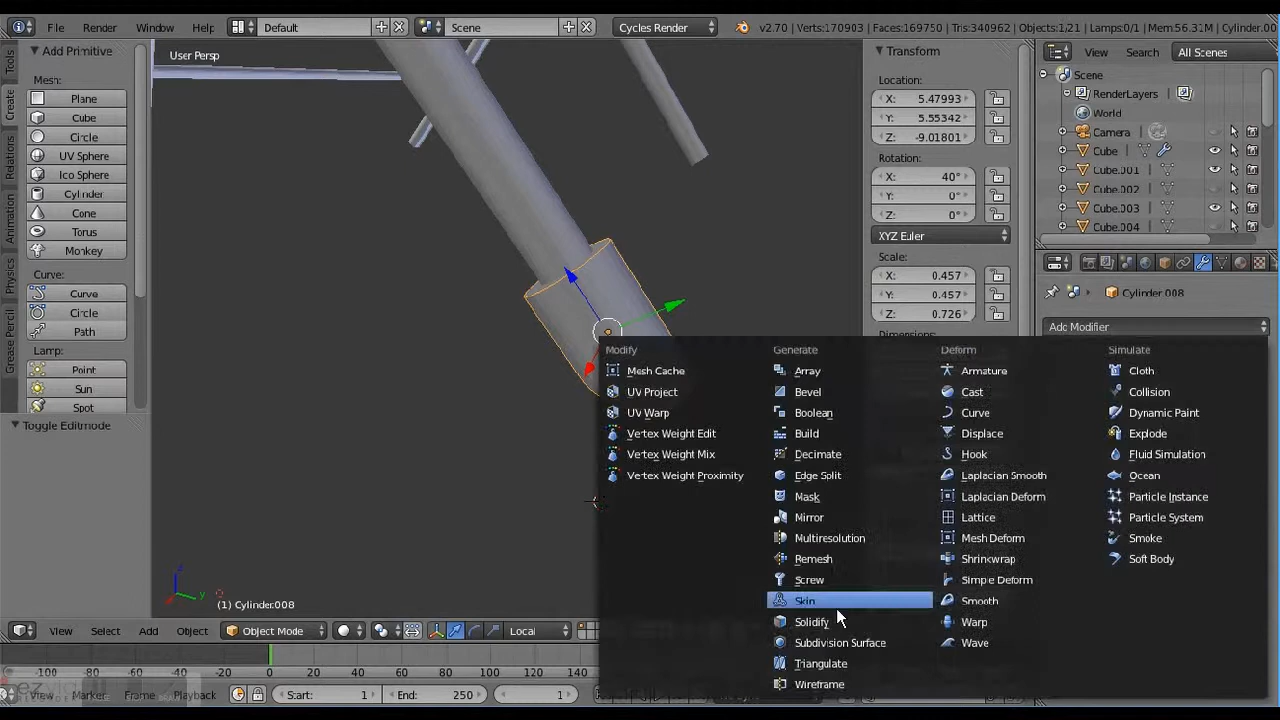 File Render Window Help Default Scene Cycles Render v2.70 | Verts:170903 | Faces:169750 | Tris:340962 | Objects:1/21 | Lamps:0/1 | Mem:56.31M | Cylinder.00
Tools
Create
Relations
Animation
Physics
Grease Pencil
Add Primitive
Mesh:
Plane
Cube
Circle
UV Sphere
Ico Sphere
Cylinder
Cone
Torus
Monkey
Curve:
Curve
Circle
Path
Lamp:
Point
Sun
Spot
Toggle Editmode
User Persp
z
y
(1) Cylinder.008
Transform
Location:
X: 5.47993
Y: 5.55342
Z: -9.01801
Rotation:
X: 40°
Y: 0°
Z: 0°
XYZ Euler
Scale:
X: 0.457
Y: 0.457
Z: 0.726
Dimensions:
View Search All Scenes
Scene
RenderLayers
World
Camera
Cube
Cube.001
Cube.002
Cube.003
Cube.004
Cylinder.008
Add Modifier
Modify
Mesh Cache
UV Project
UV Warp
Vertex Weight Edit
Vertex Weight Mix
Vertex Weight Proximity
Generate
Array
Bevel
Boolean
Build
Decimate
Edge Split
Mask
Mirror
Multiresolution
Remesh
Screw
Skin
Solidify
Subdivision Surface
Triangulate
Wireframe
Deform
Armature
Cast
Curve
Displace
Hook
Laplacian Smooth
Laplacian Deform
Lattice
Mesh Deform
Shrinkwrap
Simple Deform
Smooth
Warp
Wave
Simulate
Cloth
Collision
Dynamic Paint
Explode
Fluid Simulation
Ocean
Particle Instance
Particle System
Smoke
Soft Body
View Select Add Object Object Mode Local
-100 -80 -60 -40 -20 0 20 40 60 80 100 120 140
View Marker Frame Playback Start: 1 End: 250 1